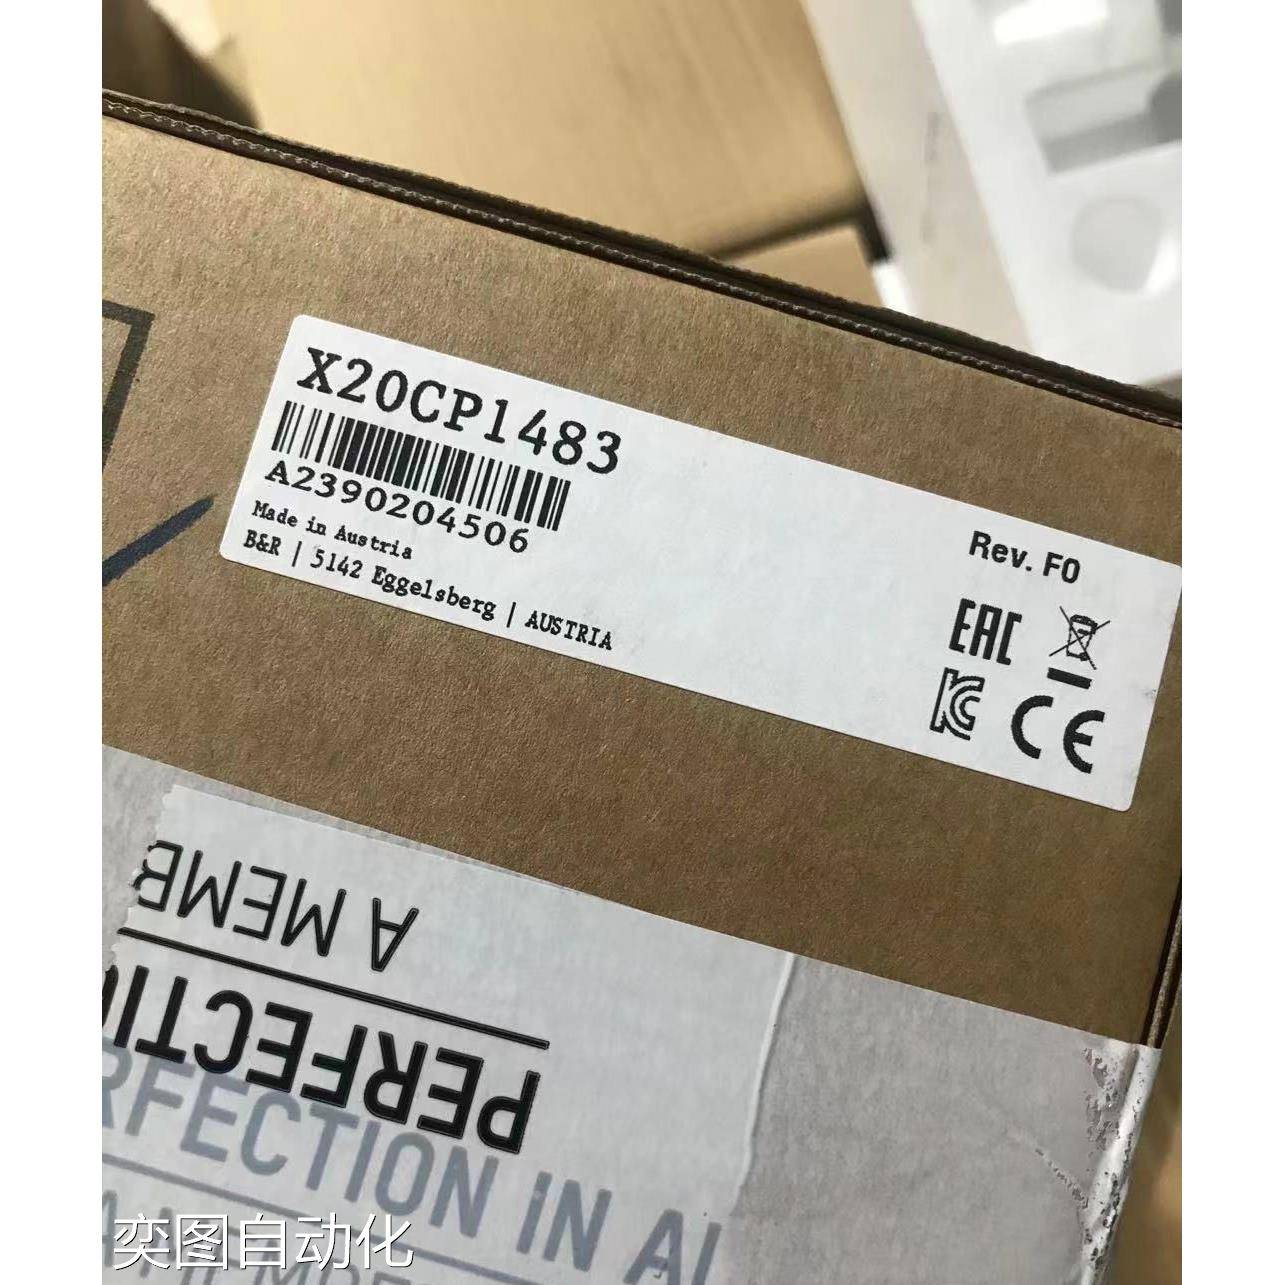 X20CP1483
A2390204506
Made in Austria
B&R | 5142 Eggelsberg | AUSTRIA
Rev. F0
EAC
CE
A MEMB
PERFECTI
RFECTION IN AU
奕图自动化